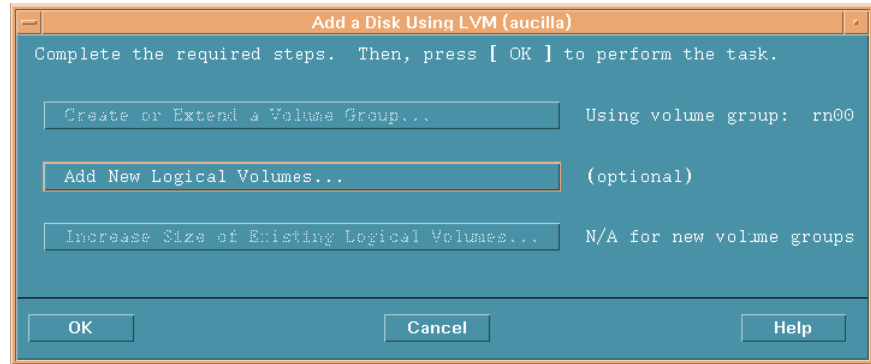 Add a Disk Using LVM (aucilla)
Complete the required steps. Then, press [ OK ] to perform the task.
Create or Extend a Volume Group... Using volume group: rn00
Add New Logical Volumes... (optional)
Increase Size of Existing Logical Volumes... N/A for new volume groups
OK Cancel Help